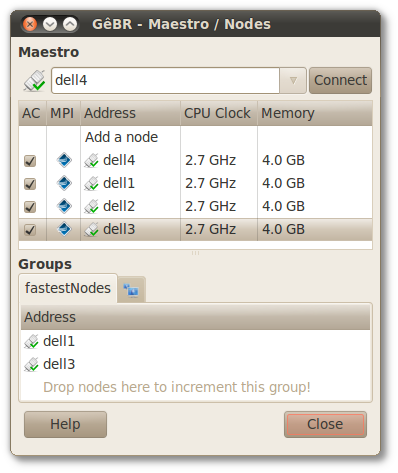 GêBR - Maestro / Nodes
Maestro
dell4 Connect
AC MPI Address CPU Clock Memory
Add a node
dell4 2.7 GHz 4.0 GB
dell1 2.7 GHz 4.0 GB
dell2 2.7 GHz 4.0 GB
dell3 2.7 GHz 4.0 GB
Groups
fastestNodes
Address
dell1
dell3
Drop nodes here to increment this group!
Help Close